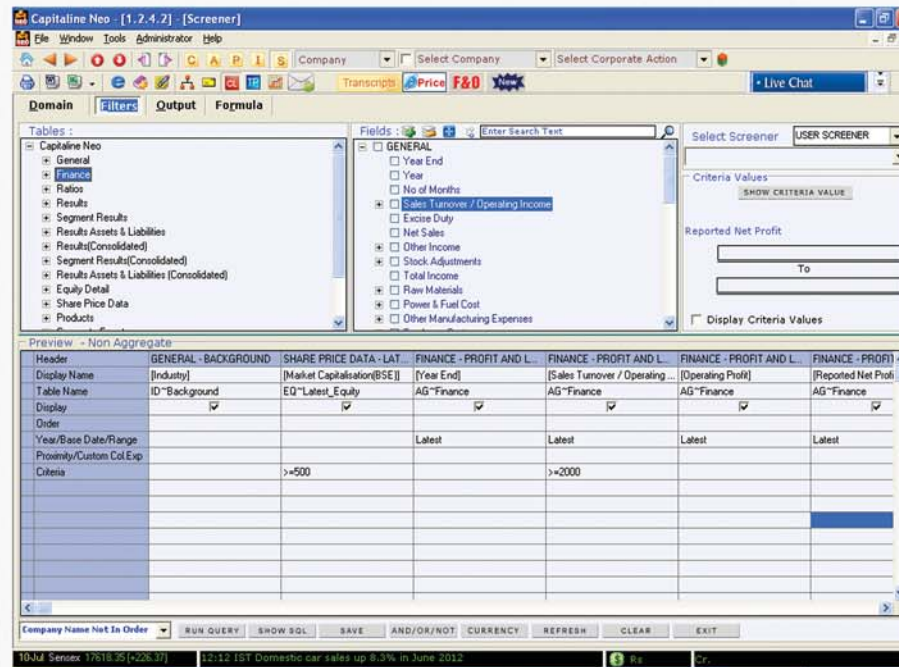 Capitaline Neo - [1.2.4.2] - [Screener]
File Window Tools Administrator Help
C A P I S Company Select Company Select Corporate Action
Transcripts Price F&O New • Live Chat
Domain Filters Output Formula
Tables :
Capitaline Neo
General
Finance
Ratios
Results
Segment Results
Results Assets & Liabilities
Results(Consolidated)
Segment Results(Consolidated)
Results Assets & Liabilities (Consolidated)
Equity Detail
Share Price Data
Products
Fields : Enter Search Text
GENERAL
Year End
Year
No of Months
Sales Turnover / Operating Income
Excise Duty
Net Sales
Other Income
Stock Adjustments
Total Income
Raw Materials
Power & Fuel Cost
Other Manufacturing Expenses
Select Screener USER SCREENER
Criteria Values
SHOW CRITERIA VALUE
Reported Net Profit
To
Display Criteria Values
Preview - Non Aggregate
Header GENERAL - BACKGROUND SHARE PRICE DATA - LAT... FINANCE - PROFIT AND L... FINANCE - PROFIT AND L... FINANCE - PROFIT AND L... FINANCE - PROFIT
Display Name [Industry] [Market Capitalisation(BSE)] [Year End] [Sales Turnover / Operating ... [Operating Profit] [Reported Net Profi
Table Name ID~Background EQ~Latest_Equity AG~Finance AG~Finance AG~Finance AG~Finance
Display
Order
Year/Base Date/Range Latest Latest Latest Latest
Proximity/Custom Col.Exp
Criteria >=500 >=2000
Company Name Not In Order RUN QUERY SHOW SQL SAVE AND/OR/NOT CURRENCY REFRESH CLEAR EXIT
10-Jul Sensex 17618.35 [+226.37] 12:12 IST Domestic car sales up 8.3% in June 2012 $ Rs Cr.